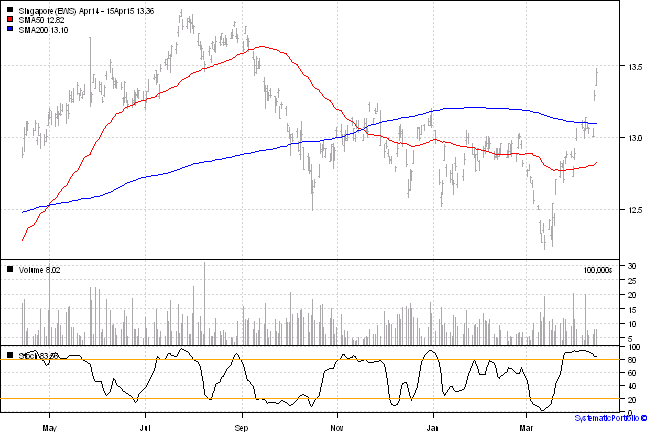 Singapore (EWS) Apr14 - 15Apr15 13.36
SMA50 12.82
SMA200 13.10
13.5
13.0
12.5
Volume 8.02
100,000s
30
25
20
15
10
5
100
80
60
40
20
0
May
Jul
Sep
Nov
Jan
Mar
SystematicPortfolio ©